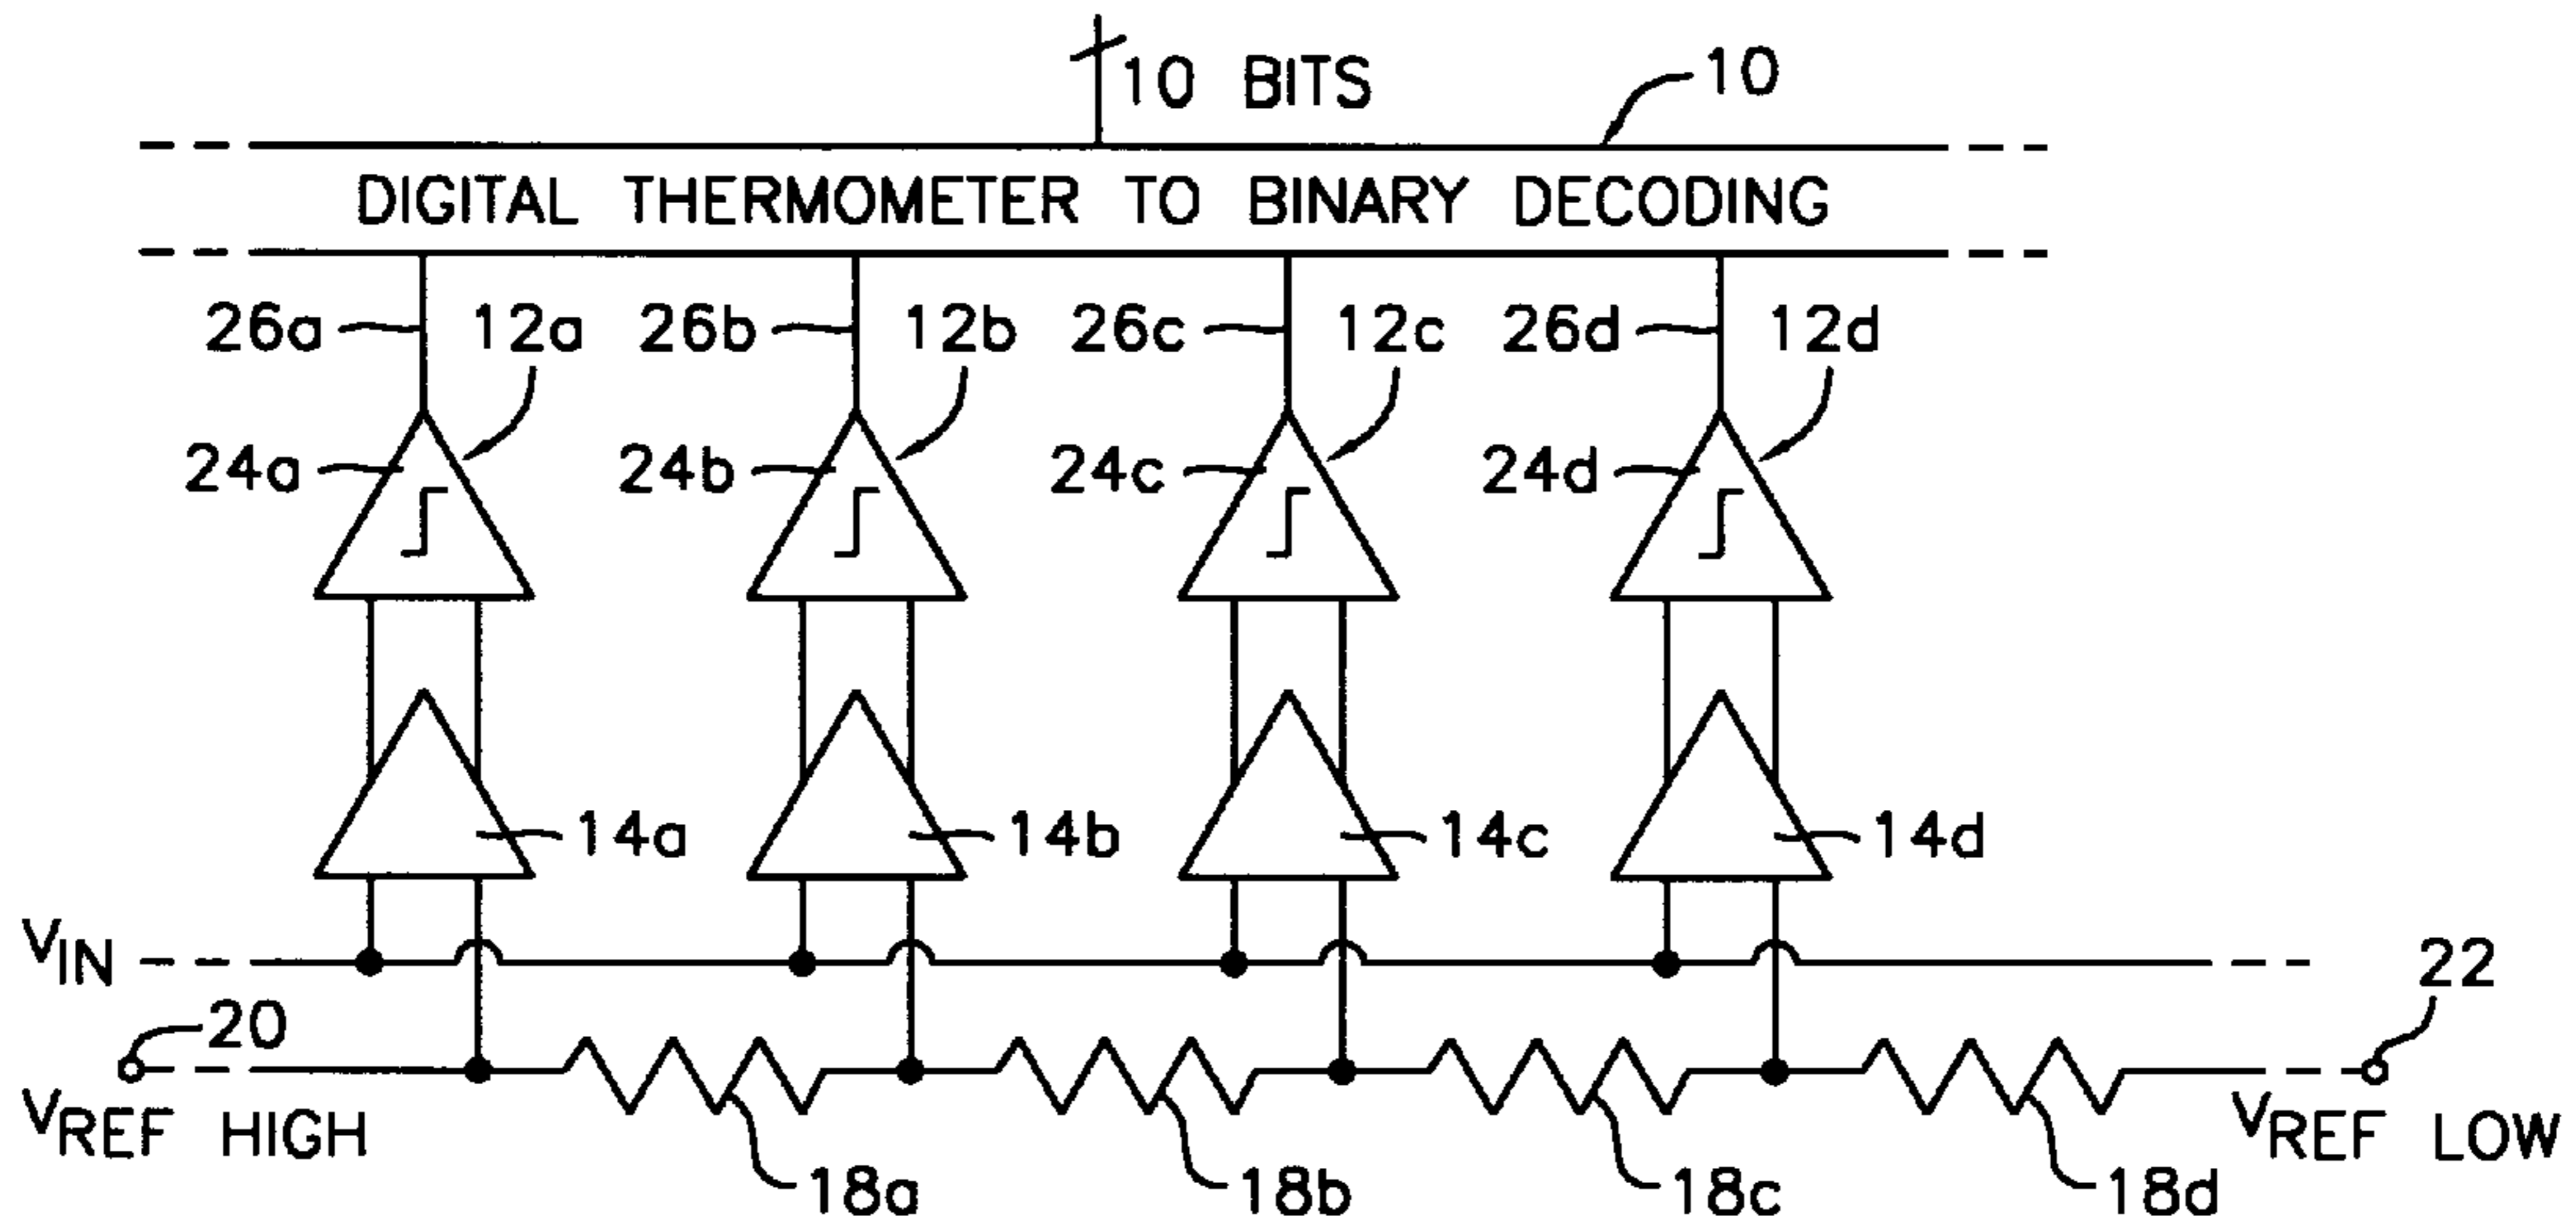 10 BITS
10
DIGITAL THERMOMETER TO BINARY DECODING
26a
12a
26b
12b
26c
12c
26d
12d
24a
24b
24c
24d
14a
14b
14c
14d
VIN
22
20
VREF HIGH
VREF LOW
18a
18b
18c
18d